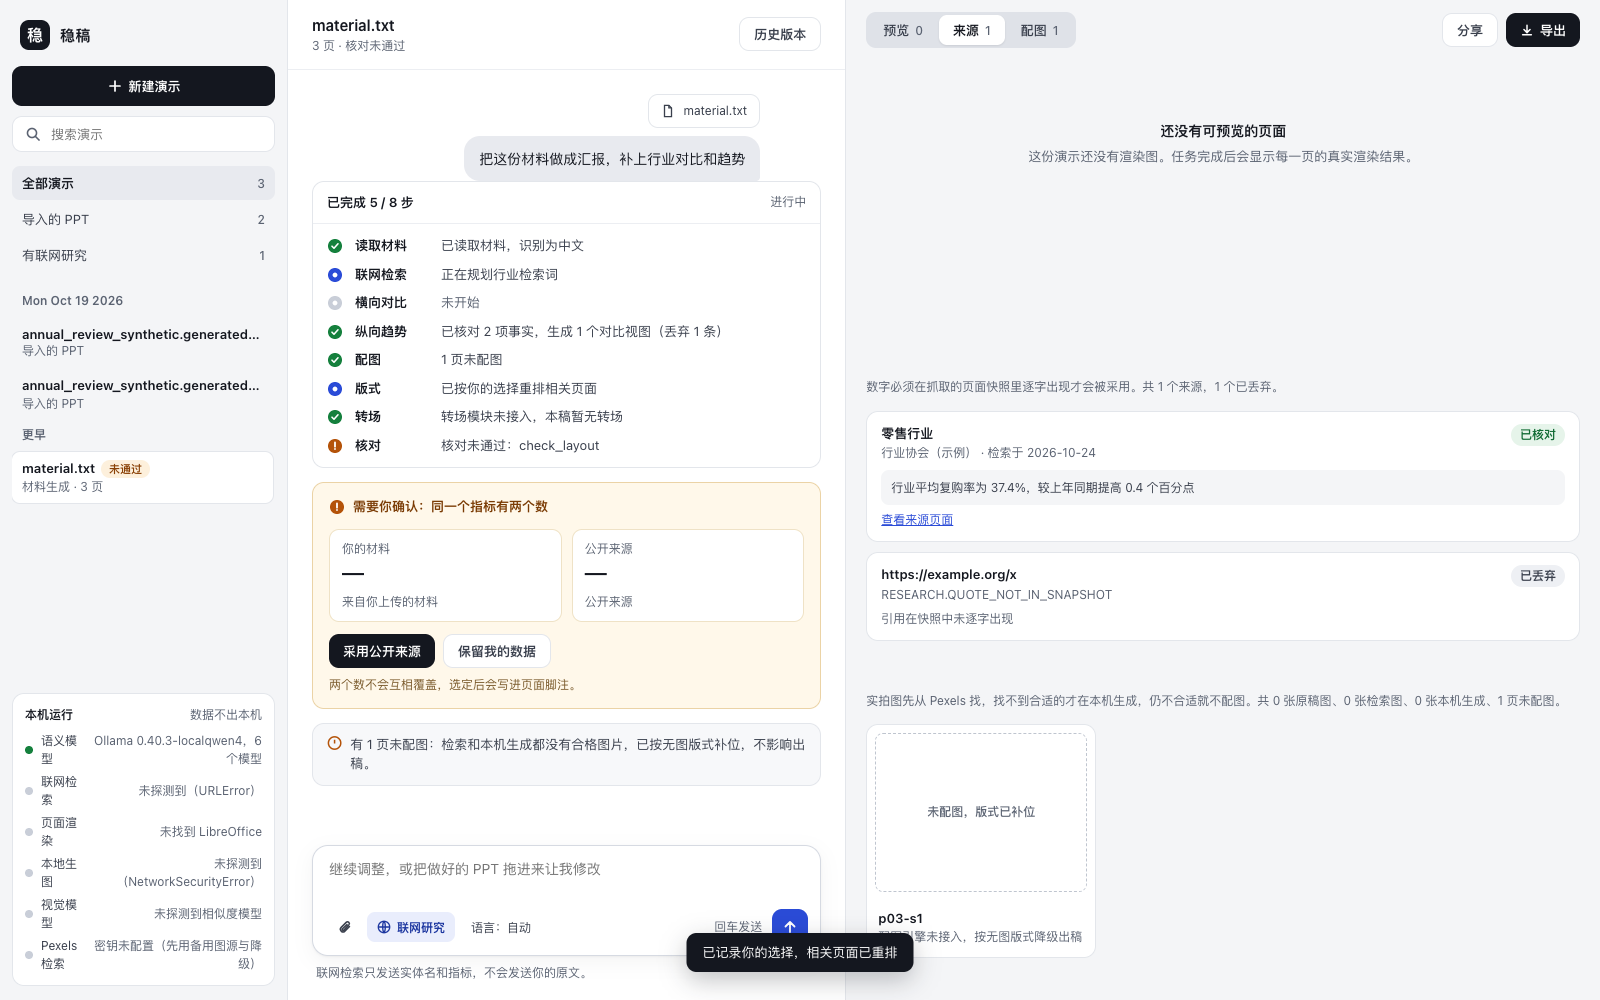 稳 稳稿
新建演示
搜索演示
全部演示 3
导入的 PPT 2
有联网研究 1
Mon Oct 19 2026
annual_review_synthetic.generated...
导入的 PPT
annual_review_synthetic.generated...
导入的 PPT
更早
material.txt 未通过
材料生成 · 3 页
本机运行 数据不出本机
语义模型 Ollama 0.40.3-localqwen4，6 个模型
联网检索 未探测到（URLError）
页面渲染 未找到 LibreOffice
本地生图 未探测到（NetworkSecurityError）
视觉模型 未探测到相似度模型
Pexels 检索 密钥未配置（先用备用图源与降级）
material.txt
3 页 · 核对未通过
历史版本
material.txt
把这份材料做成汇报，补上行业对比和趋势
已完成 5 / 8 步 进行中
读取材料 已读取材料，识别为中文
联网检索 正在规划行业检索词
横向对比 未开始
纵向趋势 已核对 2 项事实，生成 1 个对比视图（丢弃 1 条）
配图 1 页未配图
版式 已按你的选择重排相关页面
转场 转场模块未接入，本稿暂无转场
核对 核对未通过：check_layout
需要你确认：同一个指标有两个数
你的材料
—
来自你上传的材料
公开来源
—
公开来源
采用公开来源 保留我的数据
两个数不会互相覆盖，选定后会写进页面脚注。
有 1 页未配图：检索和本机生成都没有合格图片，已按无图版式补位，不影响出
稿。
继续调整，或把做好的 PPT 拖进来让我修改
联网研究 语言：自动 回车发送
联网检索只发送实体名和指标，不会发送你的原文。
预览 0 来源 1 配图 1
分享 导出
还没有可预览的页面
这份演示还没有渲染图。任务完成后会显示每一页的真实渲染结果。
数字必须在抓取的页面快照里逐字出现才会被采用。共 1 个来源，1 个已丢弃。
零售行业 已核对
行业协会（示例） · 检索于 2026-10-24
行业平均复购率为 37.4%，较上年同期提高 0.4 个百分点
查看来源页面
https://example.org/x 已丢弃
RESEARCH.QUOTE_NOT_IN_SNAPSHOT
引用在快照中未逐字出现
实拍图先从 Pexels 找，找不到合适的才在本机生成，仍不合适就不配图。共 0 张原稿图、0 张检索图、0 张本机生成、1 页未配图。
未配图，版式已补位
p03-s1
擎未接入，按无图版式降级出稿
已记录你的选择，相关页面已重排